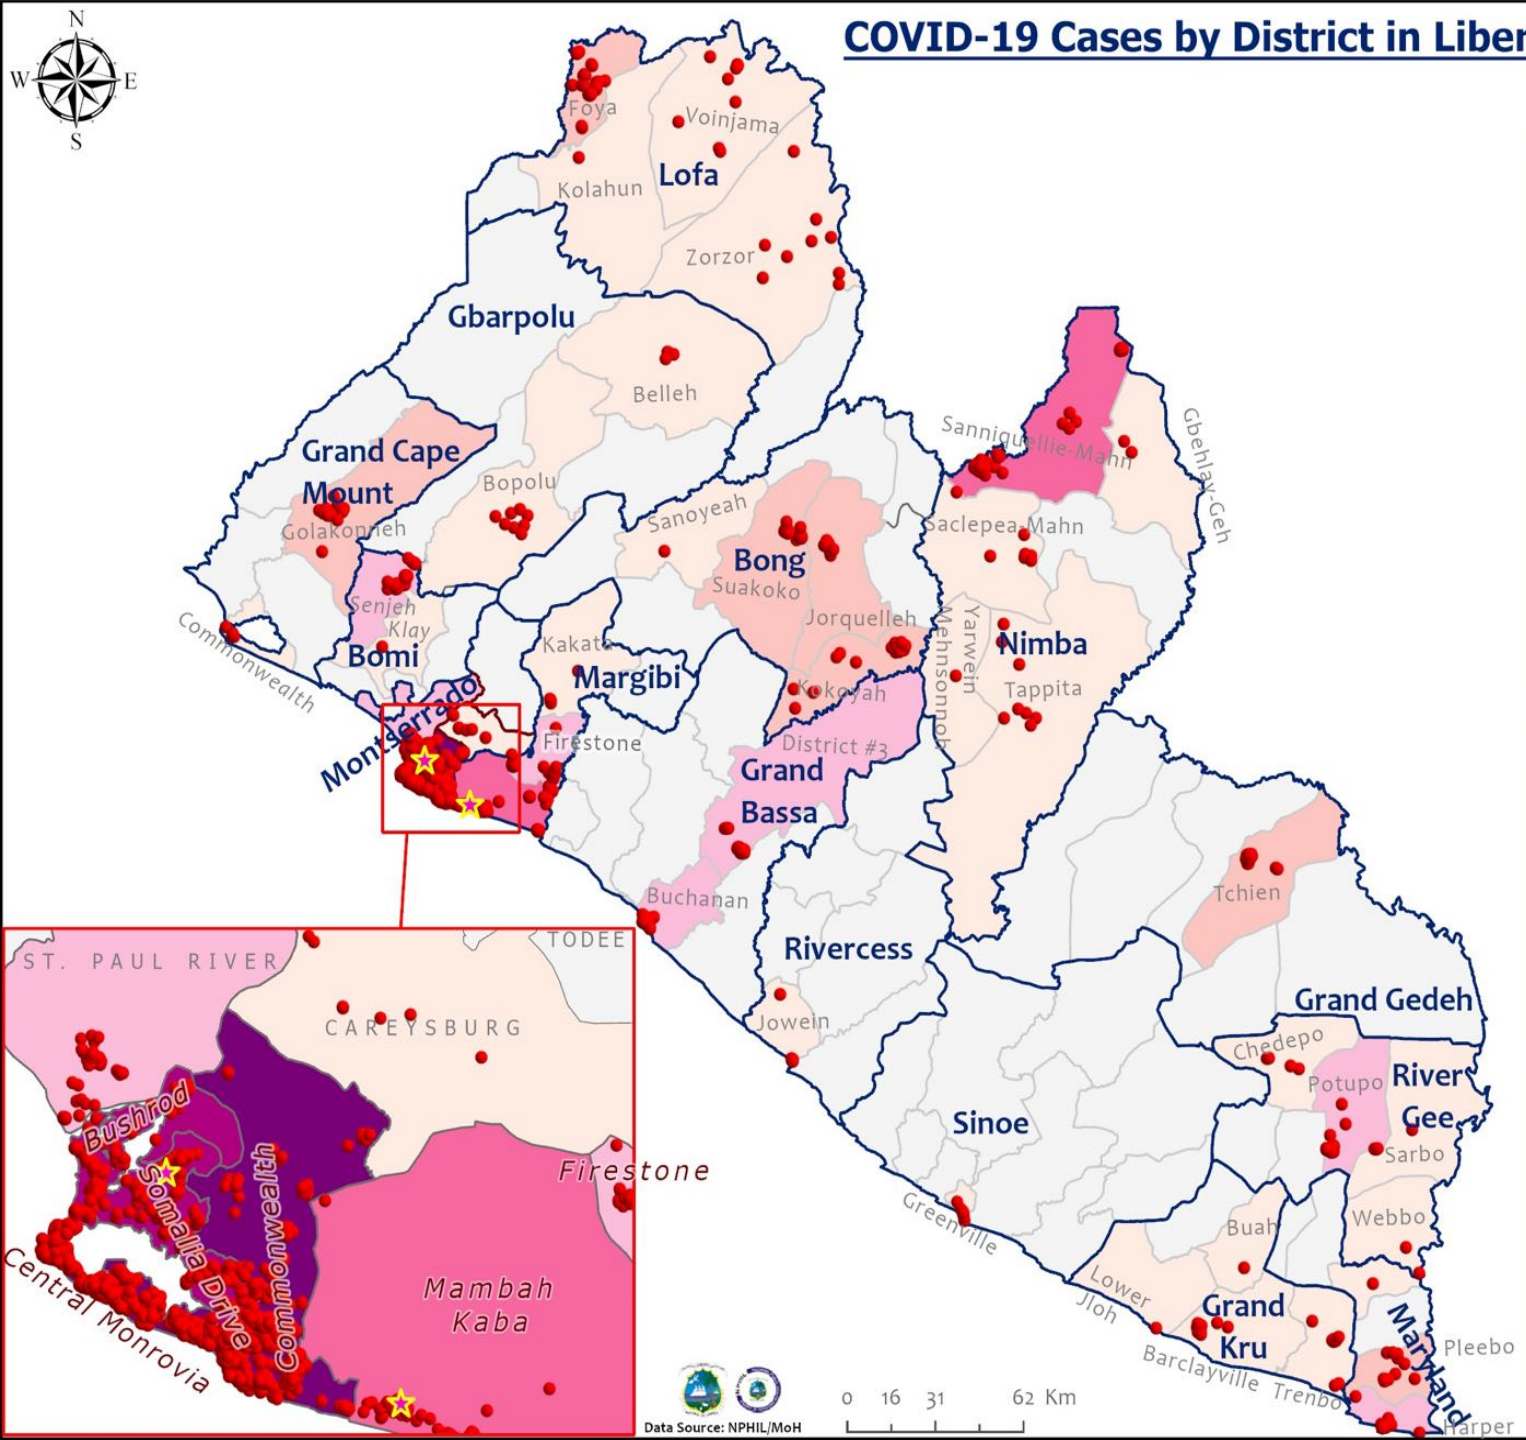 COVID-19 Cases by District in Liber
N
W
E
S
Foya
Voinjama
Lofa
Kolahun
Zorzor
Gbarpolu
Belleh
Grand Cape
Mount
Golakonneh
Bopolu
Sanoyeah
Sanniquellie-Mahn
Gbehlay-Geh
Saclepea-Mahn
Bong
Suakoko
Jorquelleh
Senjeh
Klay
Bomi
Commonwealth
Kakata
Margibi
Kokoyah
Mehnsonnoh
Yarwein
Nimba
Tappita
Montserrado
Firestone
District #3
Grand
Bassa
Buchanan
Tchien
Rivercess
Jowein
Grand Gedeh
Chedepo
Potupo
River
Gee
Sarbo
Sinoe
Greenville
Buah
Webbo
Lower
Jloh
Grand
Kru
Barclayville
Trenbo
Maryland
Pleebo
Harper
ST. PAUL RIVER
TODEE
CAREYSBURG
Bushrod
Somalia Drive
Commonwealth
Firestone
Central Monrovia
Mambah
Kaba
Data Source: NPHIL/MoH
0 16 31 62 Km